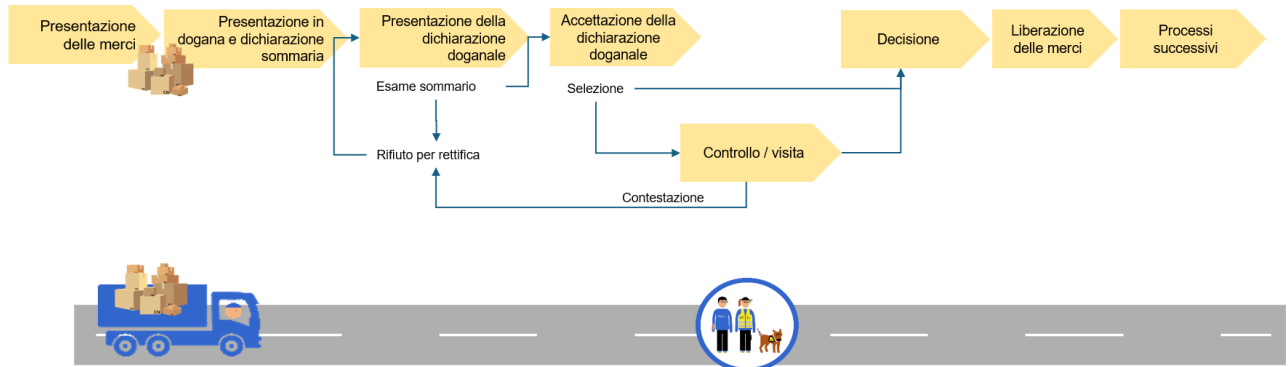 Presentazione
delle merci
Presentazione in
dogana e dichiarazione
sommaria
Presentazione della
dichiarazione
doganale
Accettazione della
dichiarazione
doganale
Decisione
Liberazione
delle merci
Processi
successivi
Esame sommario
Selezione
Rifiuto per rettifica
Controllo / visita
Contestazione